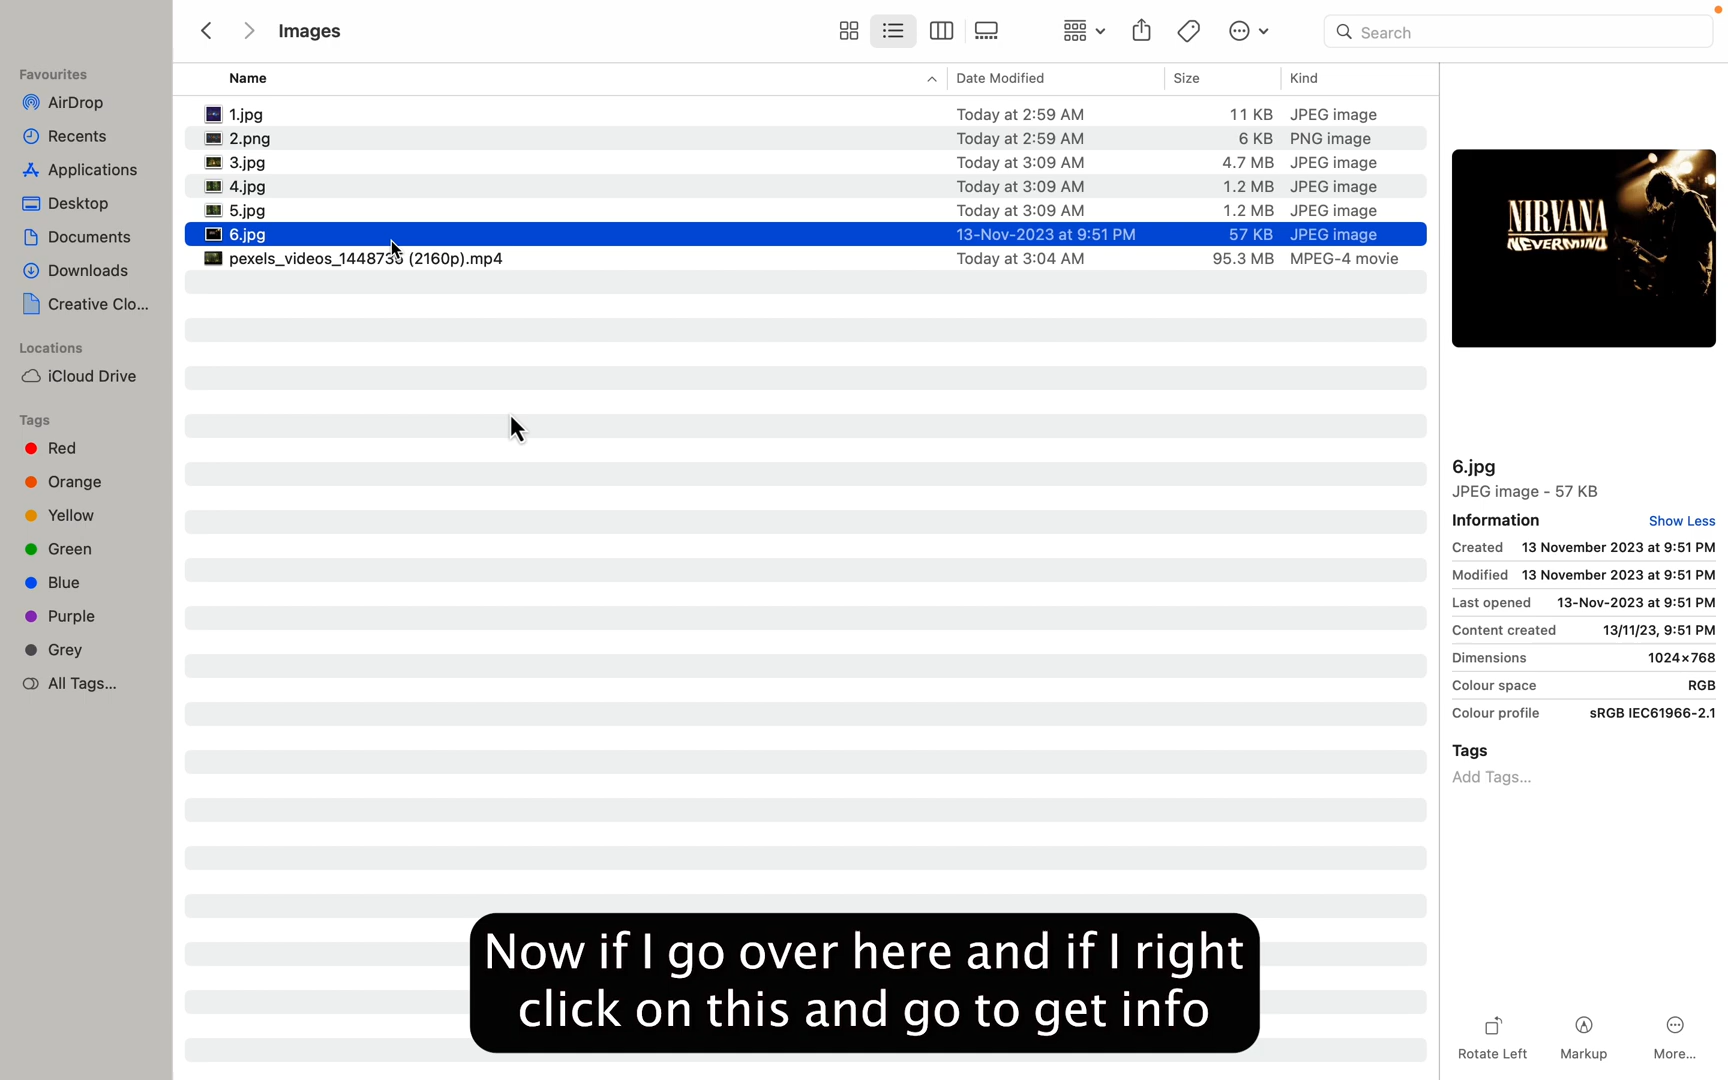 Images
Search
Favourites
AirDrop
Recents
Applications
Desktop
Documents
Downloads
Creative Clo...
Locations
iCloud Drive
Tags
Red
Orange
Yellow
Green
Blue
Purple
Grey
All Tags...
Name Date Modified Size Kind
1.jpg Today at 2:59 AM 11 KB JPEG image
2.png Today at 2:59 AM 6 KB PNG image
3.jpg Today at 3:09 AM 4.7 MB JPEG image
4.jpg Today at 3:09 AM 1.2 MB JPEG image
5.jpg Today at 3:09 AM 1.2 MB JPEG image
6.jpg 13-Nov-2023 at 9:51 PM 57 KB JPEG image
pexels_videos_1448735 (2160p).mp4 Today at 3:04 AM 95.3 MB MPEG-4 movie
NIRVANA
NEVERMIND
6.jpg
JPEG image - 57 KB
Information Show Less
Created 13 November 2023 at 9:51 PM
Modified 13 November 2023 at 9:51 PM
Last opened 13-Nov-2023 at 9:51 PM
Content created 13/11/23, 9:51 PM
Dimensions 1024×768
Colour space RGB
Colour profile sRGB IEC61966-2.1
Tags
Add Tags...
Rotate Left Markup More...
Now if I go over here and if I right
click on this and go to get info